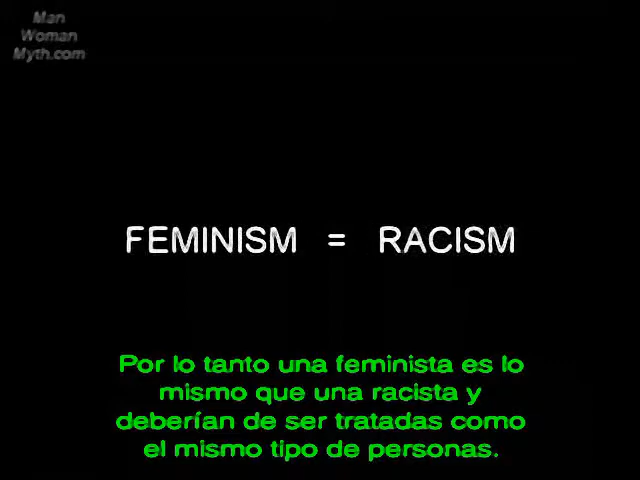 Man
Woman
Myth.com
FEMINISM = RACISM
Por lo tanto una feminista es lo
mismo que una racista y
deberían de ser tratadas como
el mismo tipo de personas.